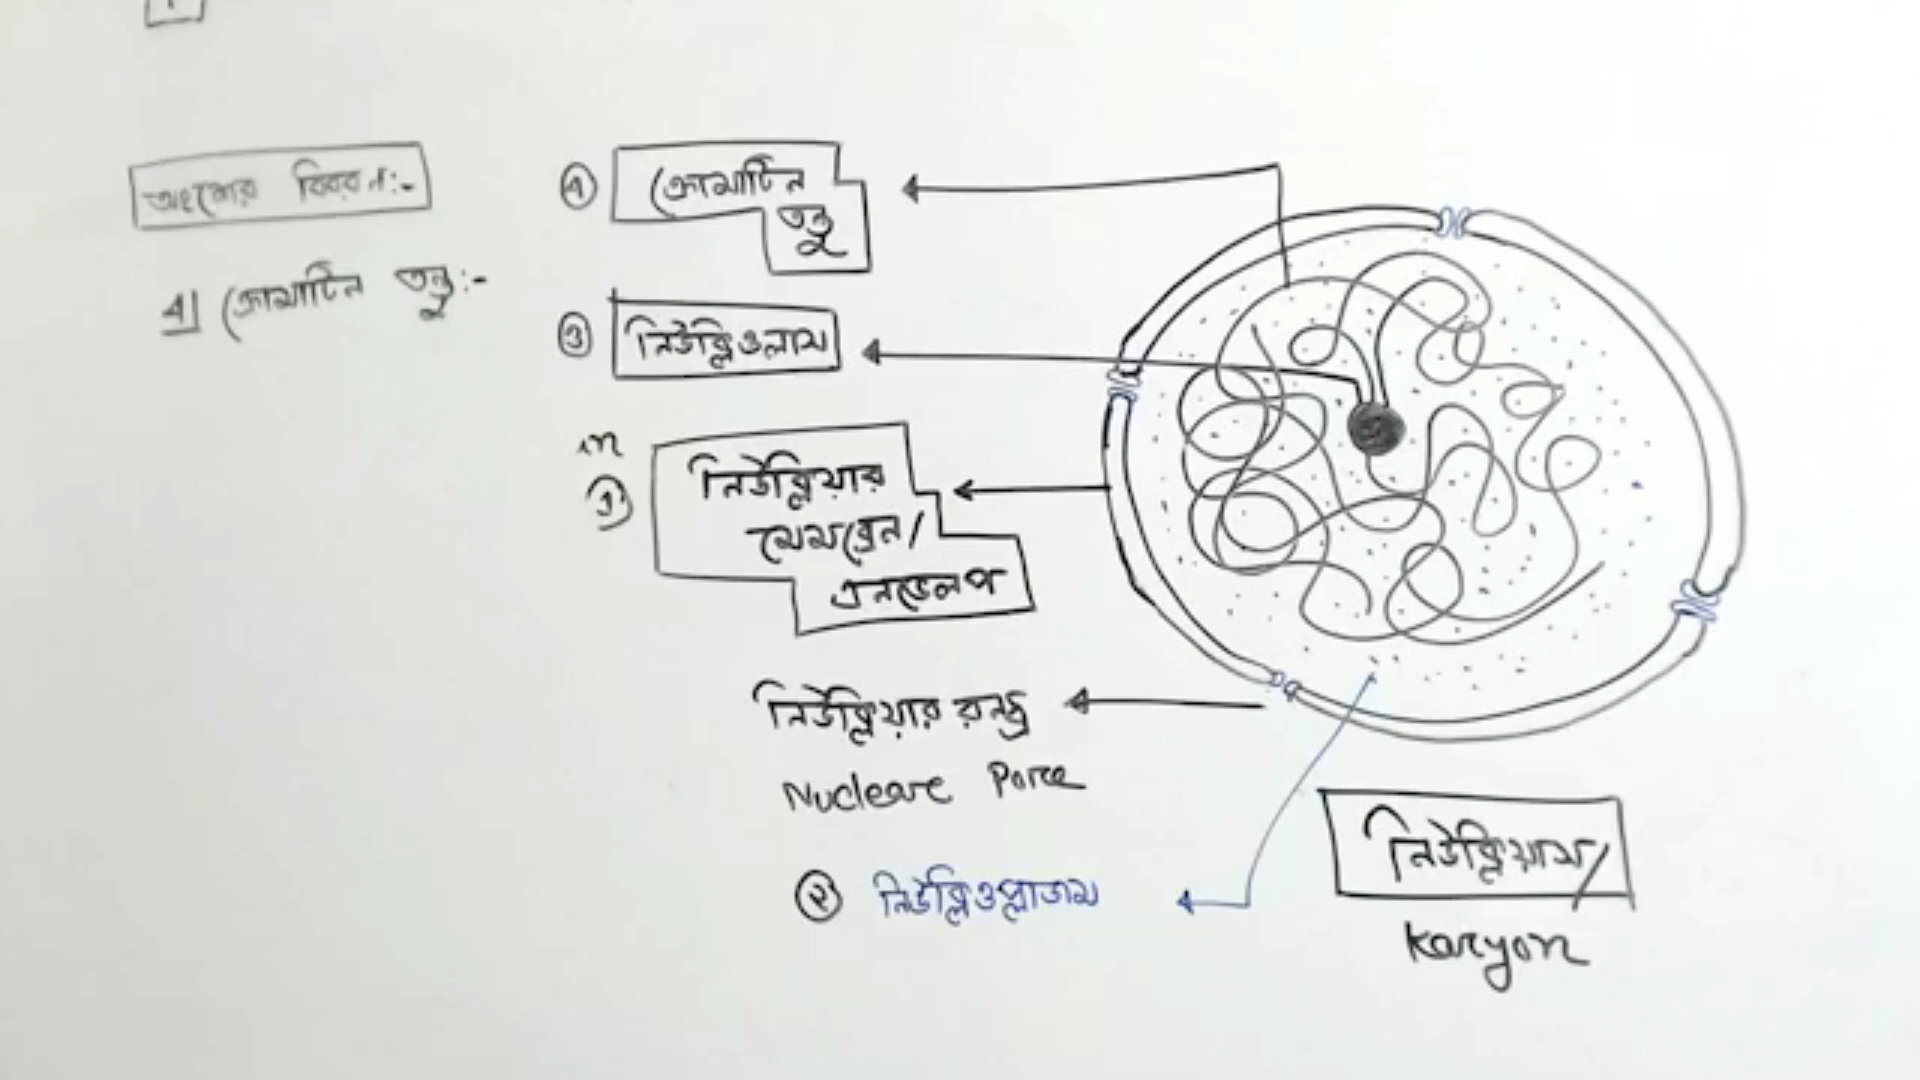 অংশের বিবরন:-
4) ক্রোমাটিন তন্তু:-
④ ক্রোমাটিন
তন্তু
③ নিউক্লিওলাস
①
নিউক্লিয়ার
মেমব্রেন/
এনভেলপ
নিউক্লিয়ার রন্ধ্র
Nucleare Pore
② নিউক্লিওপ্লাজম
নিউক্লিয়াস/
Karyon